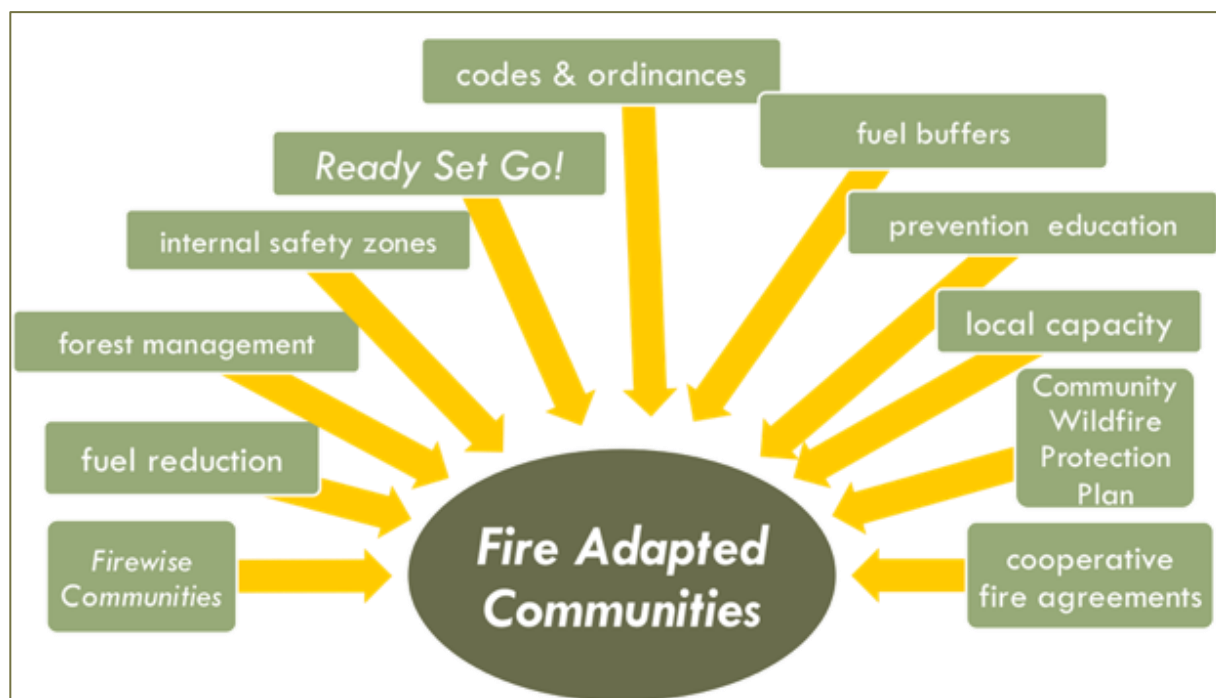 codes & ordinances
fuel buffers
Ready Set Go!
prevention education
internal safety zones
local capacity
forest management
Community
Wildfire
Protection
Plan
fuel reduction
Firewise
Communities
Fire Adapted
Communities
cooperative
fire agreements